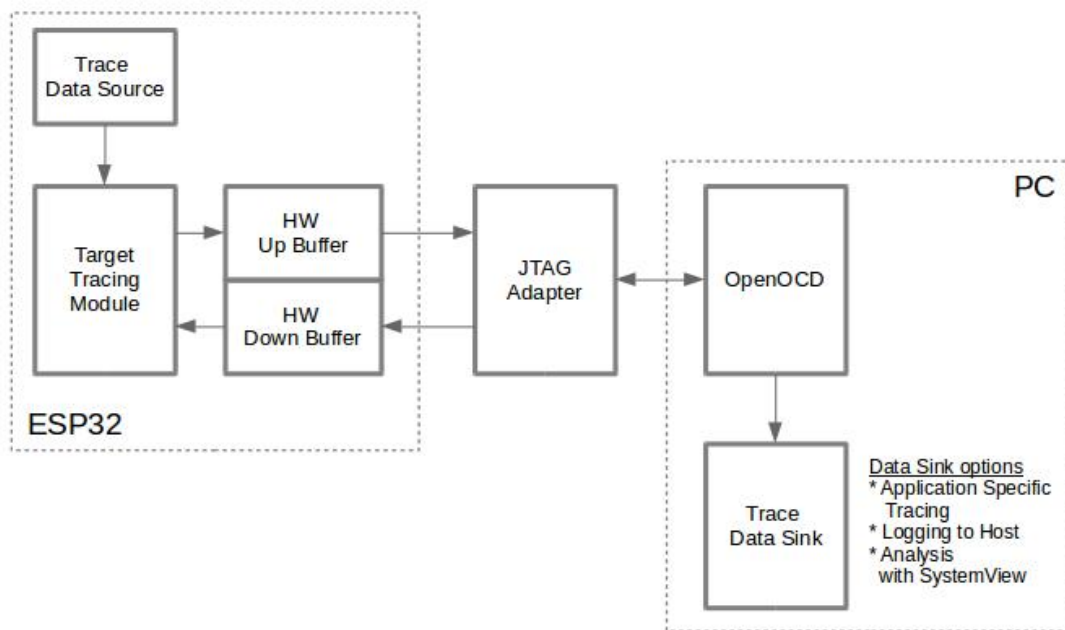 Trace
Data Source
Target
Tracing
Module
HW
Up Buffer
HW
Down Buffer
ESP32
JTAG
Adapter
PC
OpenOCD
Trace
Data Sink
Data Sink options
* Application Specific
Tracing
* Logging to Host
* Analysis
with SystemView